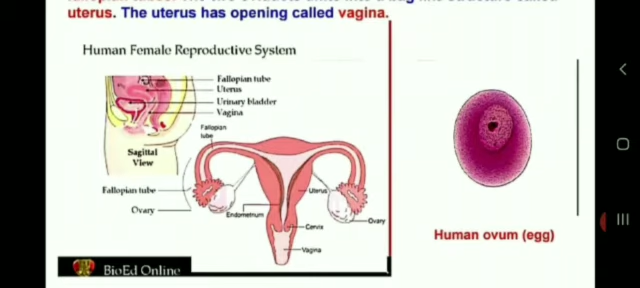 uterus. The uterus has opening called vagina.
Human Female Reproductive System
Fallopian tube
Uterus
Urinary bladder
Vagina
Sagittal
View
Fallopian
tube
Fallopian tube
Ovary
Endometrium
Uterus
Ovary
Cervix
Vagina
BioEd Online
Human ovum (egg)